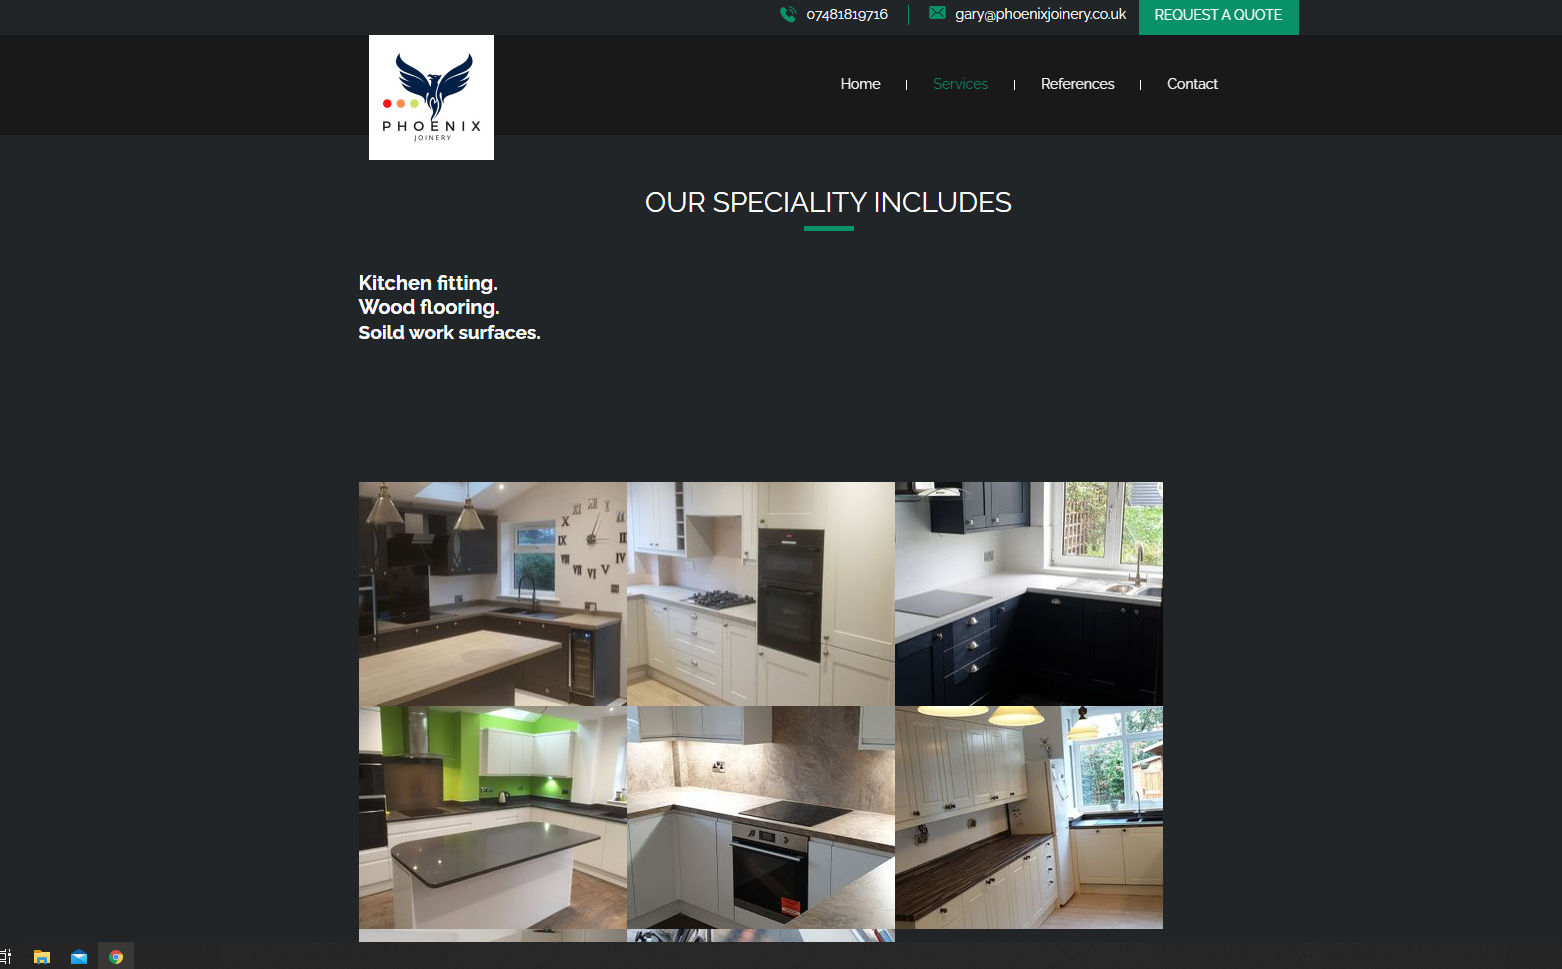 07481819716
gary@phoenixjoinery.co.uk
REQUEST A QUOTE
PHOENIX
JOINERY
Home
Services
References
Contact
OUR SPECIALITY INCLUDES
Kitchen fitting.
Wood flooring.
Soild work surfaces.